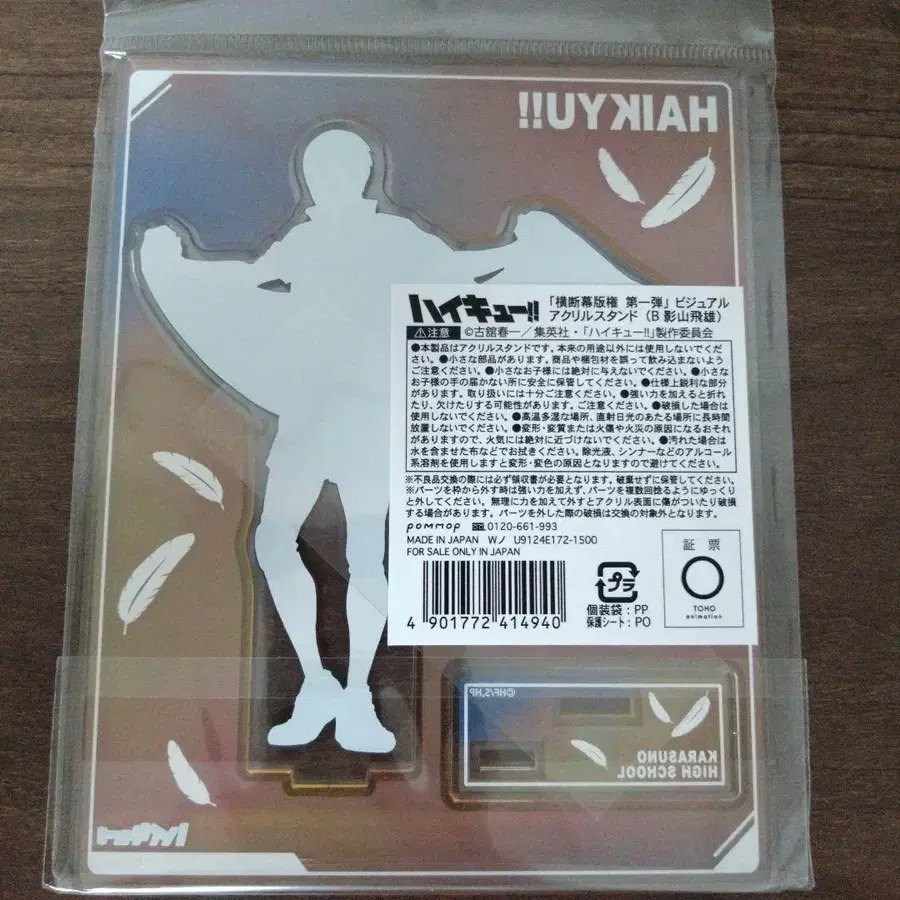 HAIKYU!!
ハイキュー!!
「横断幕版権 第一弾」ビジュアル
アクリルスタンド（B 影山飛雄）
⚠注意 ©古舘春一／集英社・「ハイキュー!!」製作委員会
●本製品はアクリルスタンドです。本来の用途以外には使用しないでくだ
さい。●小さな部品があります。商品や梱包材を誤って飲み込まないよう
ご注意ください。●小さなお子様には絶対に与えないでください。●小さな
お子様の手の届かない所に安全に保管してください。●仕様上鋭利な部分
があります。取り扱いには十分ご注意ください。●強い力を加えると折れ
たり、欠けたりする可能性があります。ご注意ください。●破損した場合は
使用しないでください。●高温多湿な場所、直射日光のあたる場所に長時間
放置しないでください。●変形・変質または火傷や火災の原因になるおそれ
がありますので、火気には絶対に近づけないでください。●汚れた場合は
水を含ませた布などでお拭きください。除光液、シンナーなどのアルコール
系溶剤を使用しますと変形・変色の原因となりますので避けてください。
※不良品交換の際には必ず領収書が必要となります。破棄せずに保管してください。
※パーツを枠から外す時は強い力を加えず、パーツを複数回捻るようにゆっくり
と外してください。無理に力を加えて外すとアクリル表面に傷がついたり破損
する場合があります。パーツを外した際の破損は交換の対象外となります。
pommop 0120-661-993
MADE IN JAPAN Wノ U9124E172-1500
FOR SALE ONLY IN JAPAN
4 901772 414940
プラ
個装袋：PP
保護シート：PO
証票
TOHO
animation
©HF/S,HP
KARASUNO
HIGH SCHOOL
ハイキュー!!